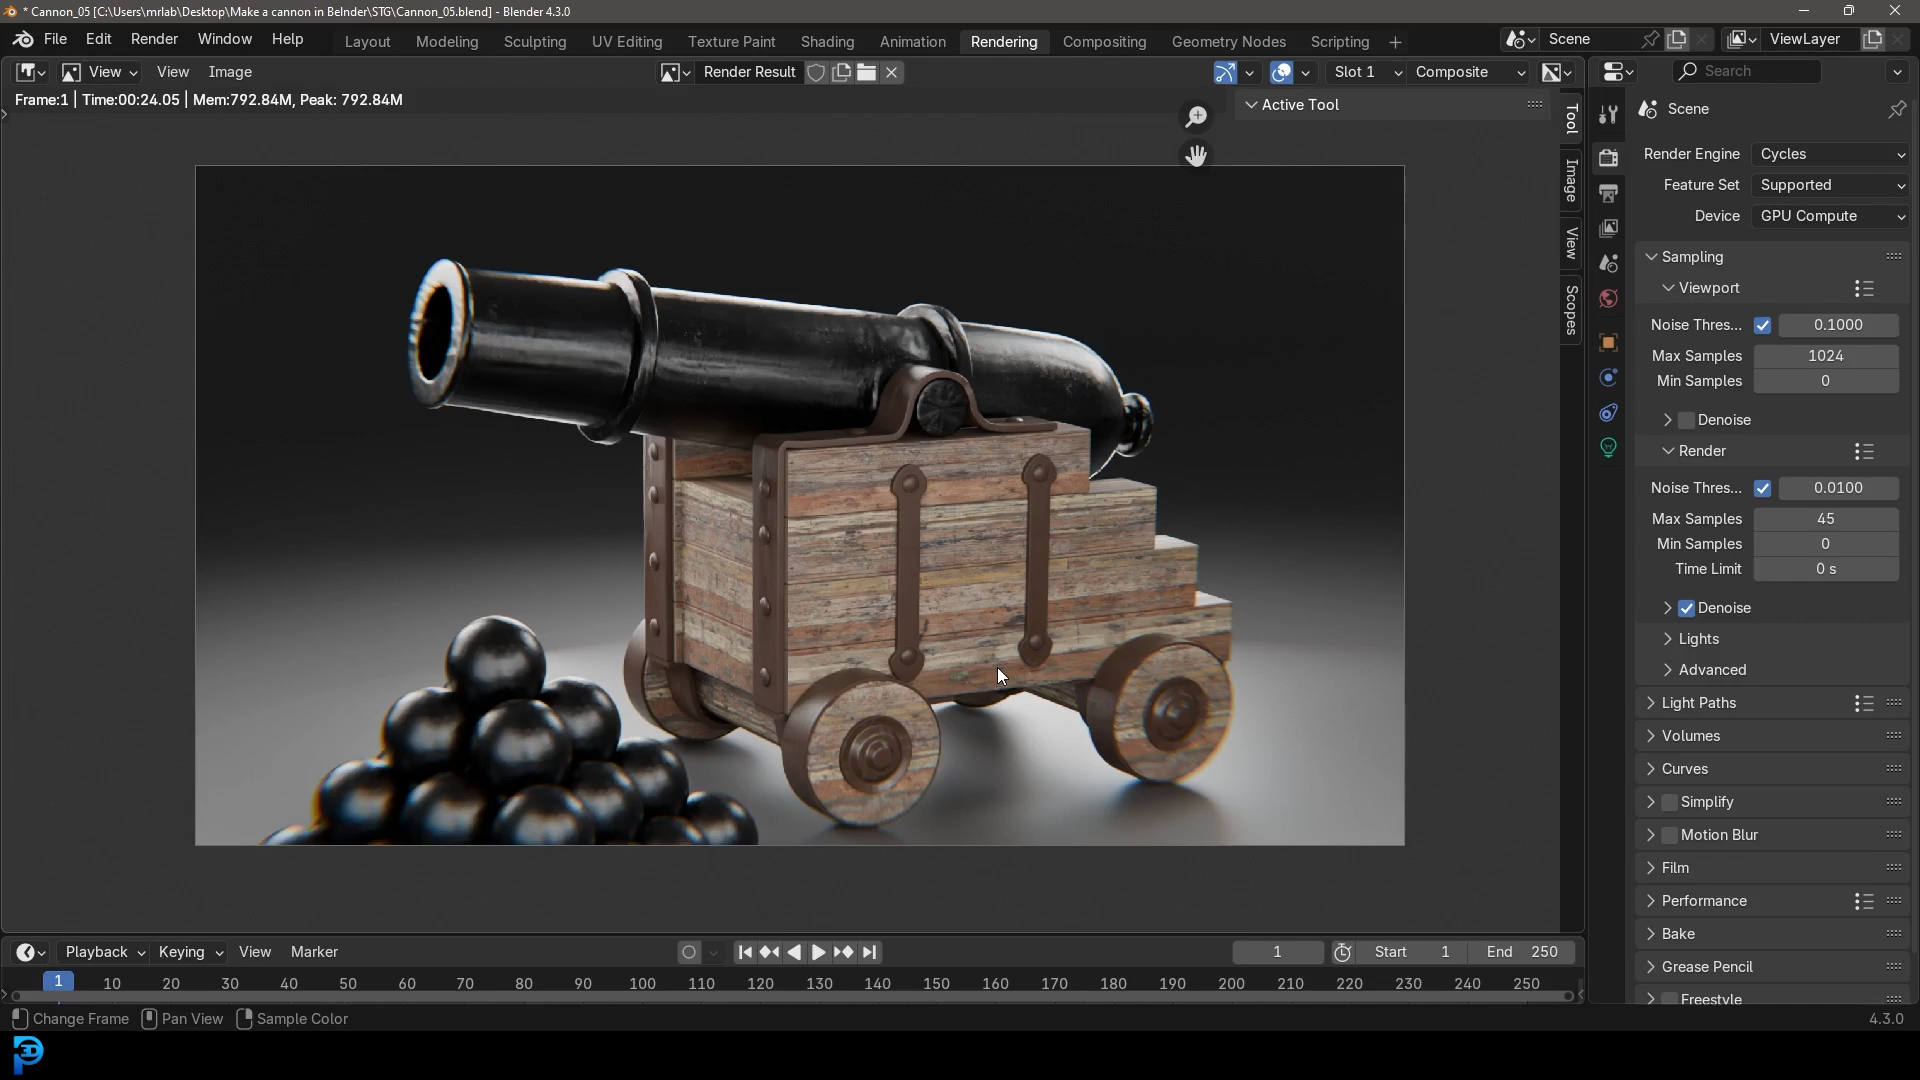 * Cannon_05 [C:\Users\mrlab\Desktop\Make a cannon in Belnder\STG\Cannon_05.blend] - Blender 4.3.0
File Edit Render Window Help Layout Modeling Sculpting UV Editing Texture Paint Shading Animation Rendering Compositing Geometry Nodes Scripting + Scene ViewLayer
View View Image Render Result Slot 1 Composite Search
Frame:1 | Time:00:24.05 | Mem:792.84M, Peak: 792.84M
Active Tool
Tool
Image
View
Scopes
Scene
Render Engine Cycles
Feature Set Supported
Device GPU Compute
Sampling
Viewport
Noise Thres... 0.1000
Max Samples 1024
Min Samples 0
Denoise
Render
Noise Thres... 0.0100
Max Samples 45
Min Samples 0
Time Limit 0 s
Denoise
Lights
Advanced
Light Paths
Volumes
Curves
Simplify
Motion Blur
Film
Performance
Bake
Grease Pencil
Freestyle
Playback Keying View Marker 1 Start 1 End 250
1 10 20 30 40 50 60 70 80 90 100 110 120 130 140 150 160 170 180 190 200 210 220 230 240 250
Change Frame Pan View Sample Color 4.3.0
3D